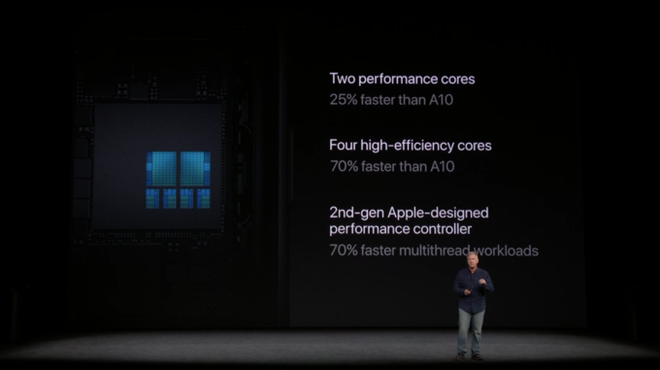 Two performance cores
25% faster than A10
Four high-efficiency cores
70% faster than A10
2nd-gen Apple-designed
performance controller
70% faster multithread workloads